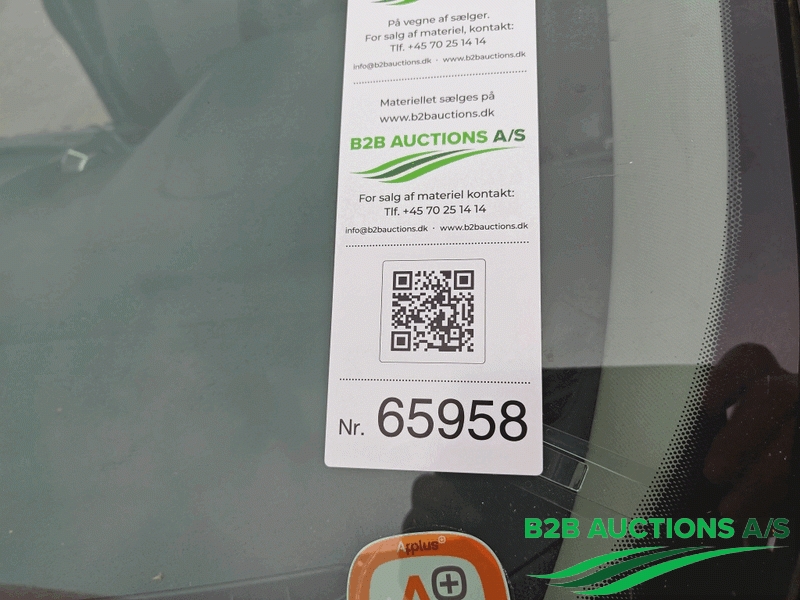 På vegne af sælger.
For salg af materiel, kontakt:
Tlf. +45 70 25 14 14
info@b2bauctions.dk · www.b2bauctions.dk
Materiellet sælges på
www.b2bauctions.dk
B2B AUCTIONS A/S
For salg af materiel kontakt:
Tlf. +45 70 25 14 14
info@b2bauctions.dk · www.b2bauctions.dk
Nr. 65958
Applus+
B2B AUCTIONS A/S